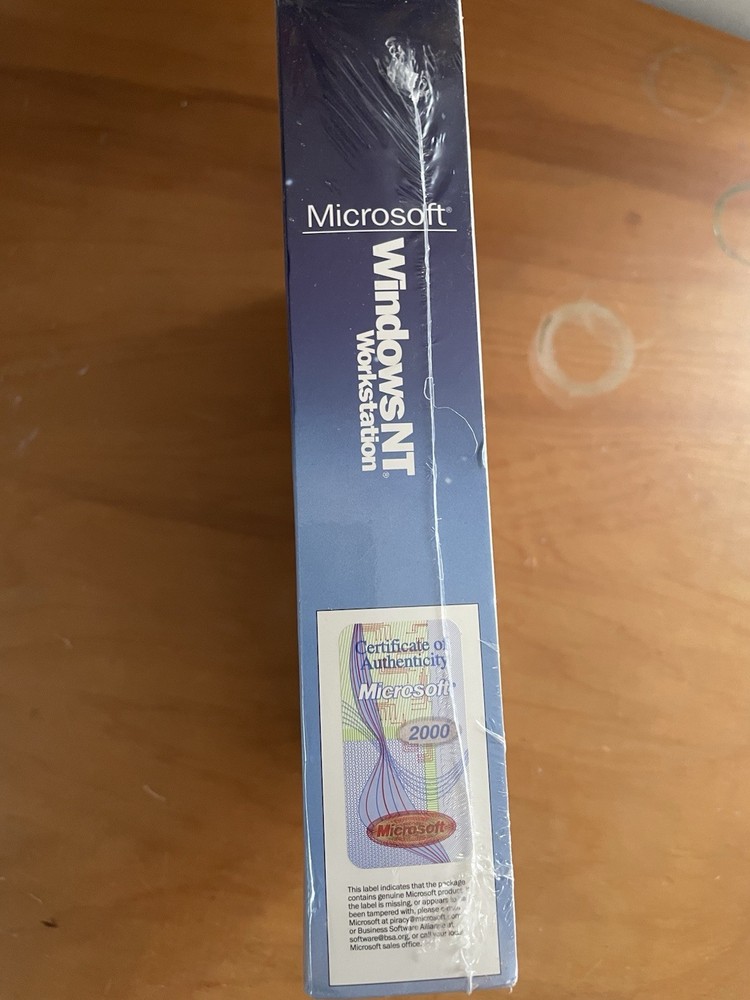 Microsoft®
Windows NT®
Workstation
Certificate of
Authenticity
Microsoft®
2000
Microsoft
This label indicates that the package
contains genuine Microsoft product
the label is missing, or appears to
been tampered with, please
Microsoft at piracy@microsoft.com
or Business Software Alliance at
software@bsa.org, or call your local
Microsoft sales office.